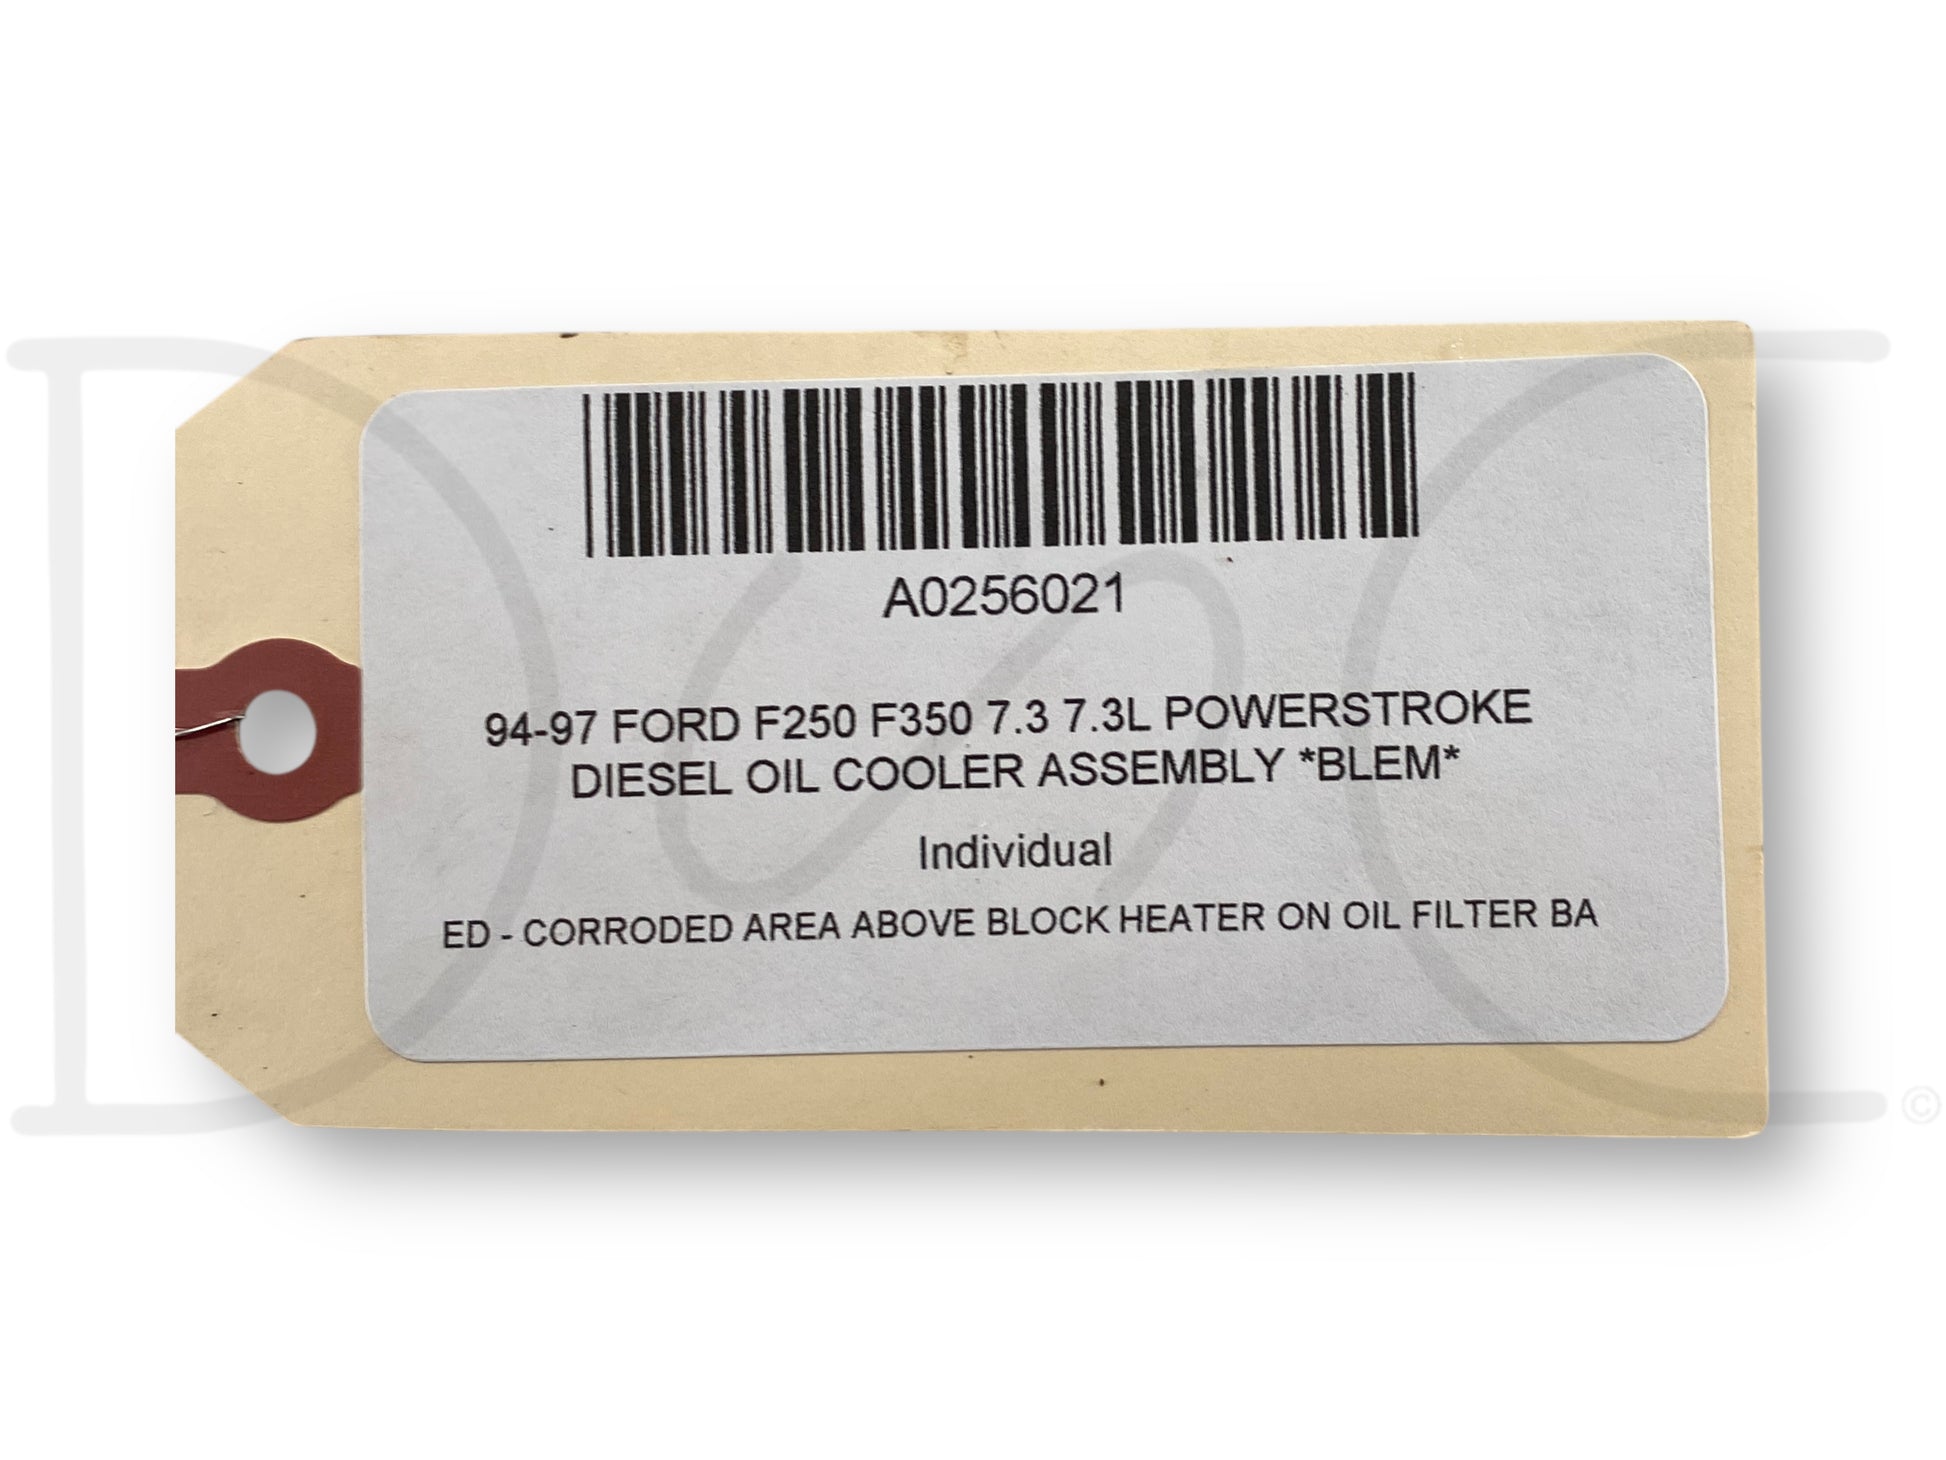 A0256021
94-97 FORD F250 F350 7.3 7.3L POWERSTROKE
DIESEL OIL COOLER ASSEMBLY *BLEM*
Individual
ED - CORRODED AREA ABOVE BLOCK HEATER ON OIL FILTER BA
DnC
©